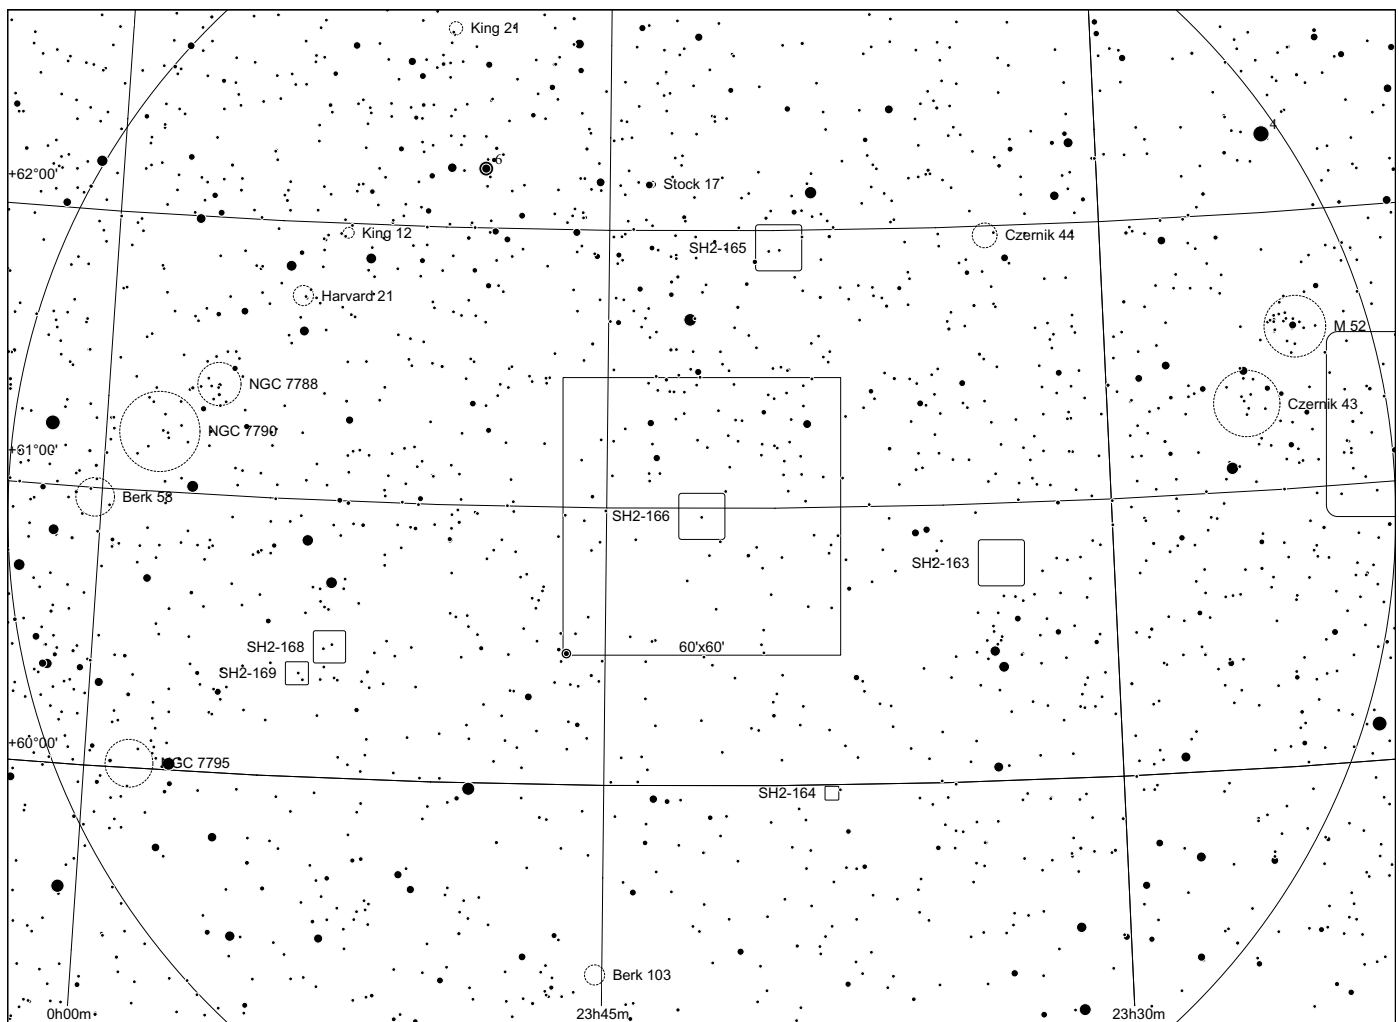 King 21
4
6
+62°00'
Stock 17
King 12
SH2-165
Czernik 44
Harvard 21
M 52
NGC 7788
Czernik 43
NGC 7790
+61°00'
Berk 58
SH2-166
SH2-163
SH2-168
60'x60'
SH2-169
+60°00'
NGC 7795
SH2-164
Berk 103
0h00m
23h45m
23h30m